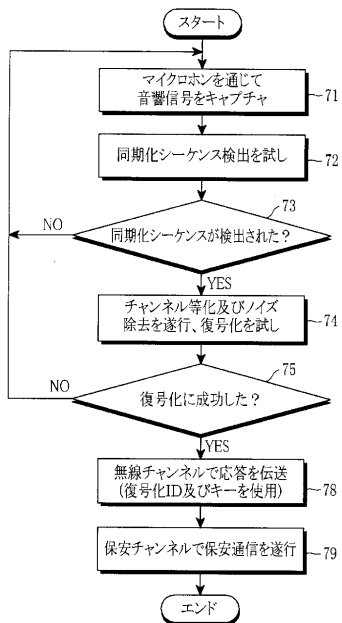 スタート
マイクロホンを通じて
音響信号をキャプチャ
71
同期化シーケンス検出を試し
72
73
同期化シーケンスが検出された?
NO
YES
チャンネル等化及びノイズ
除去を遂行、復号化を試し
74
75
復号化に成功した?
NO
YES
無線チャンネルで応答を伝送
(復号化ID及びキーを使用)
78
保安チャンネルで保安通信を遂行
79
エンド